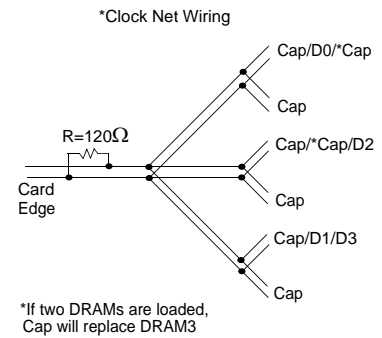 *Clock Net Wiring
Cap/D0/*Cap
Cap
R=120Ω
Cap/*Cap/D2
Card
Edge
Cap
Cap/D1/D3
Cap
*If two DRAMs are loaded,
Cap will replace DRAM3